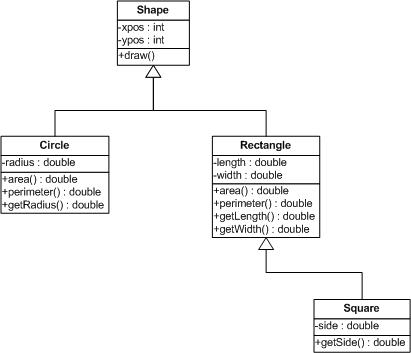 Shape
-xpos : int
-ypos : int
+draw()
Circle
-radius : double
+area() : double
+perimeter() : double
+getRadius() : double
Rectangle
-length : double
-width : double
+area() : double
+perimeter() : double
+getLength() : double
+getWidth() : double
Square
-side : double
+getSide() : double